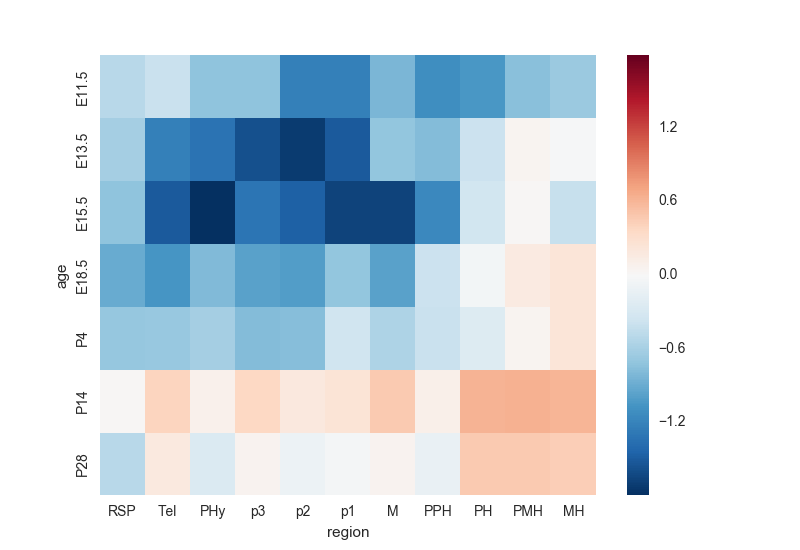 E11.5
E13.5
E15.5
E18.5
P4
P14
P28
age
RSP Tel PHy p3 p2 p1 M PPH PH PMH MH
region
1.2
0.6
0.0
−0.6
−1.2